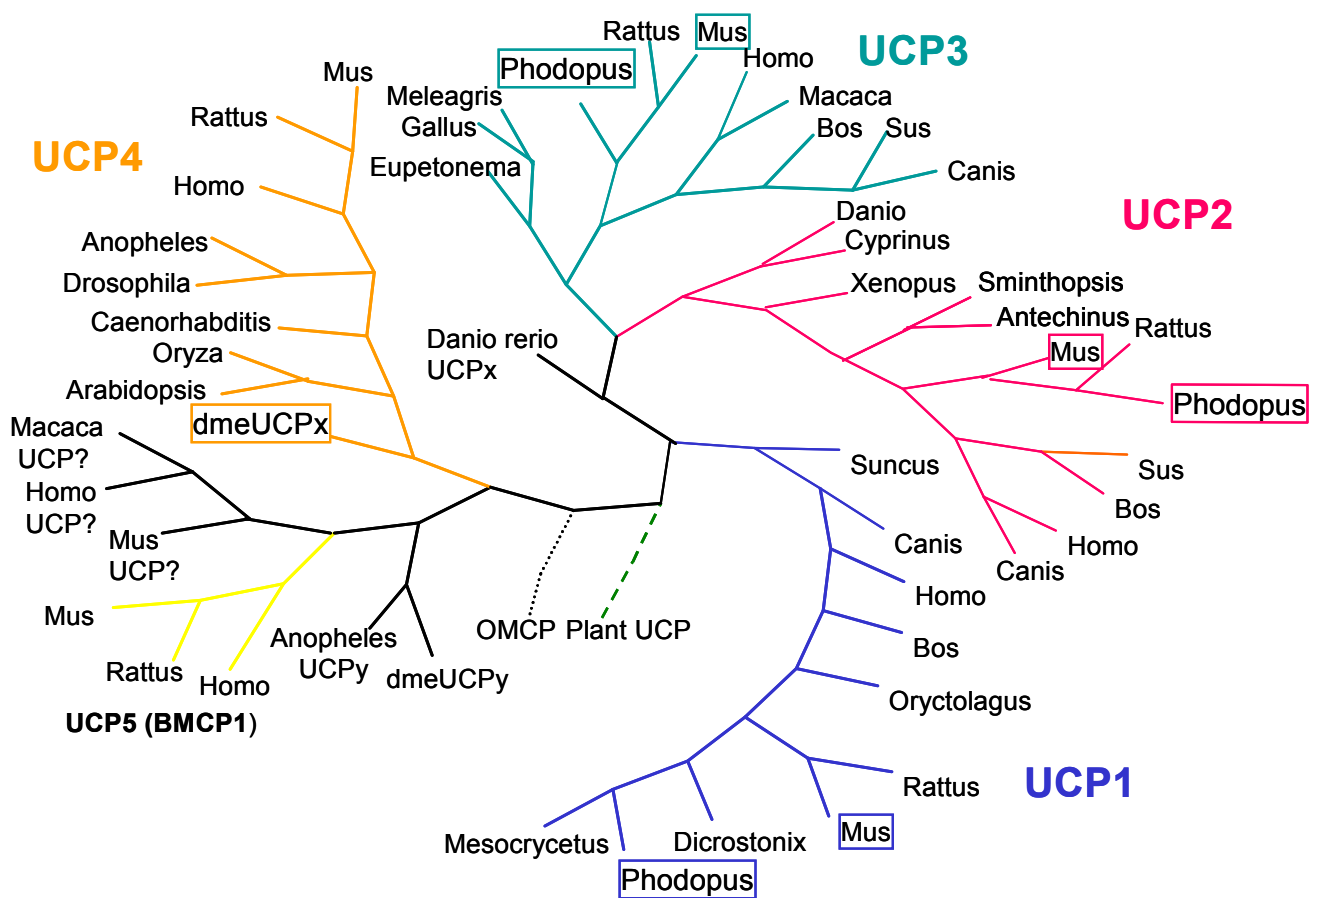 Rattus
Mus
Homo
UCP3
Phodopus
Mus
Meleagris
Macaca
Rattus
Gallus
Bos
Sus
UCP4
Eupetonema
Canis
Homo
Danio
UCP2
Anopheles
Cyprinus
Drosophila
Xenopus
Sminthopsis
Caenorhabditis
Antechinus
Rattus
Danio rerio
UCPx
Oryza
Mus
Arabidopsis
Phodopus
dmeUCPx
Macaca
UCP?
Suncus
Sus
Homo
UCP?
Bos
Mus
UCP?
Canis
Homo
Canis
Homo
Mus
OMCP
Plant UCP
Anopheles
UCPy
Bos
Rattus
Homo
dmeUCPy
Oryctolagus
UCP5 (BMCP1)
Rattus
UCP1
Mesocrycetus
Dicrostonix
Mus
Phodopus